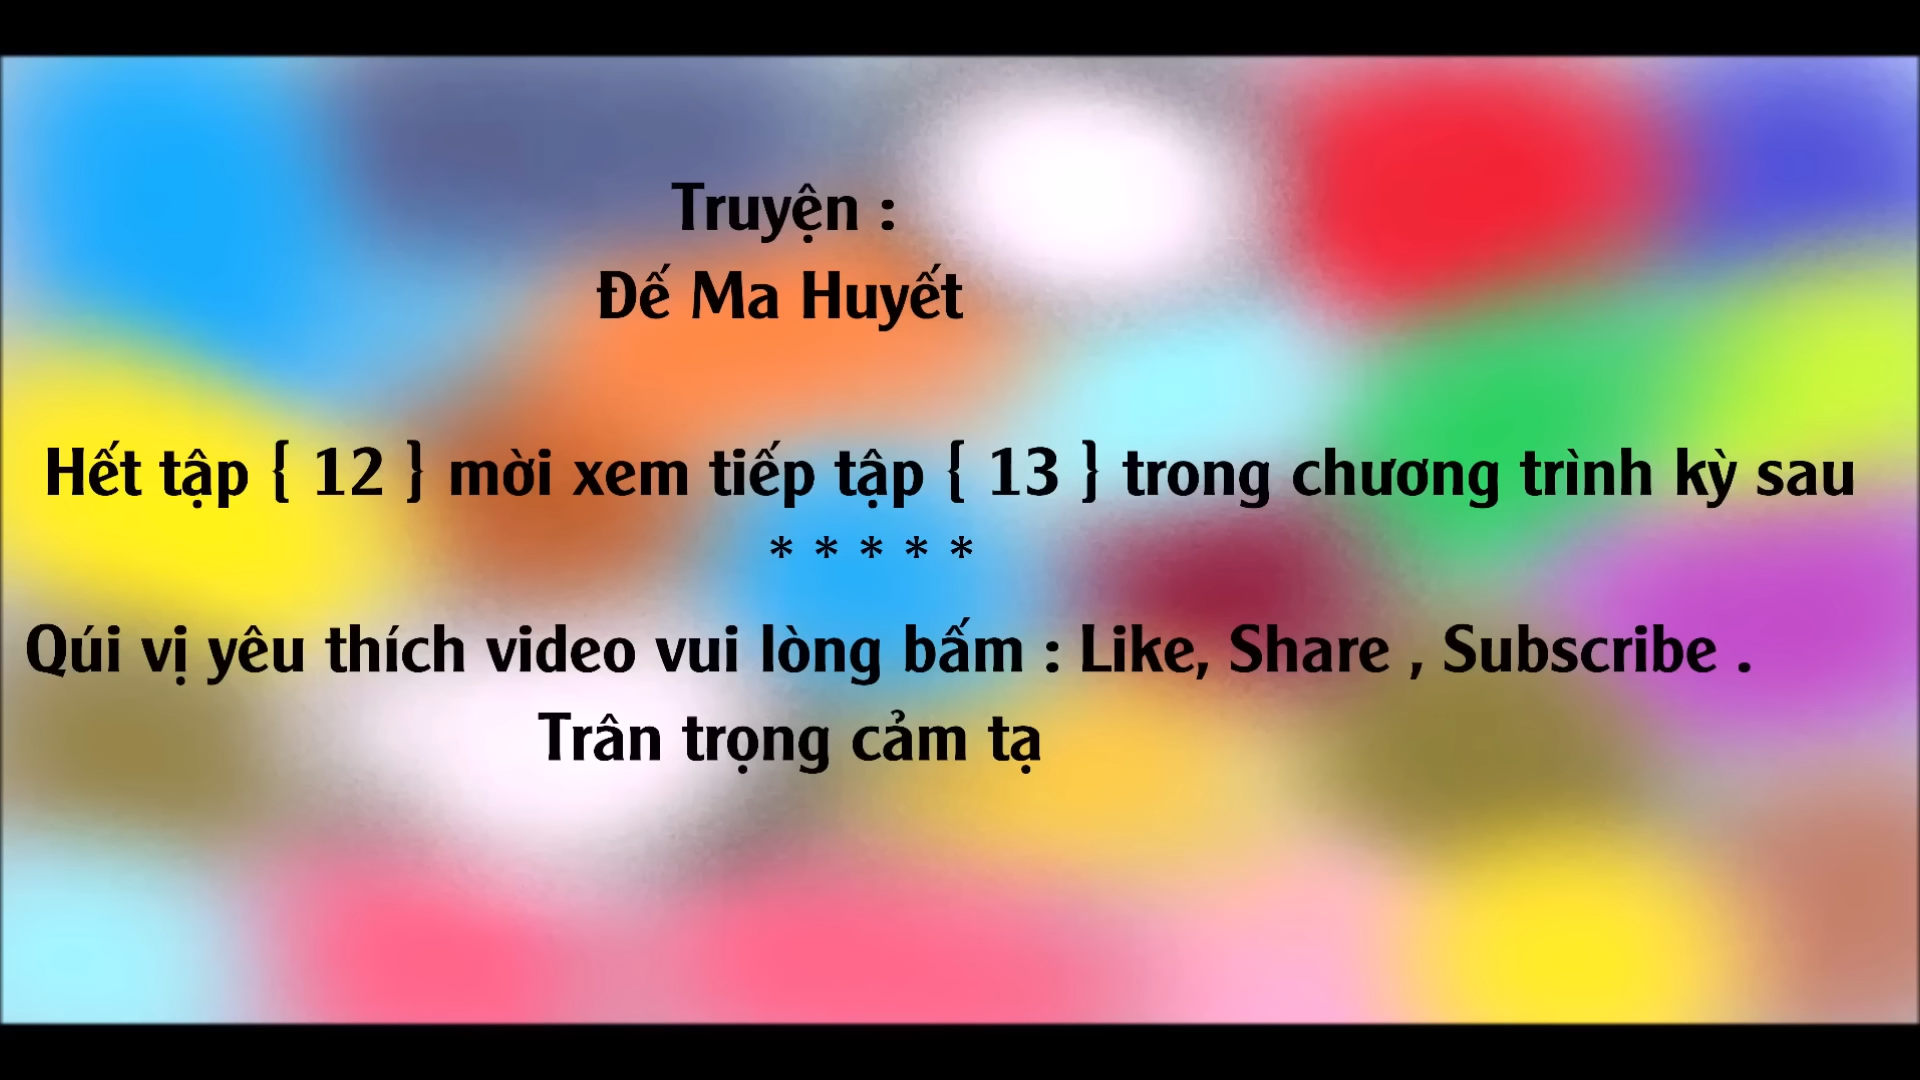 Truyện :
Đế Ma Huyết
Hết tập { 12 } mời xem tiếp tập { 13 } trong chương trình kỳ sau
* * * * *
Qúi vị yêu thích video vui lòng bấm : Like, Share , Subscribe .
Trân trọng cảm tạ